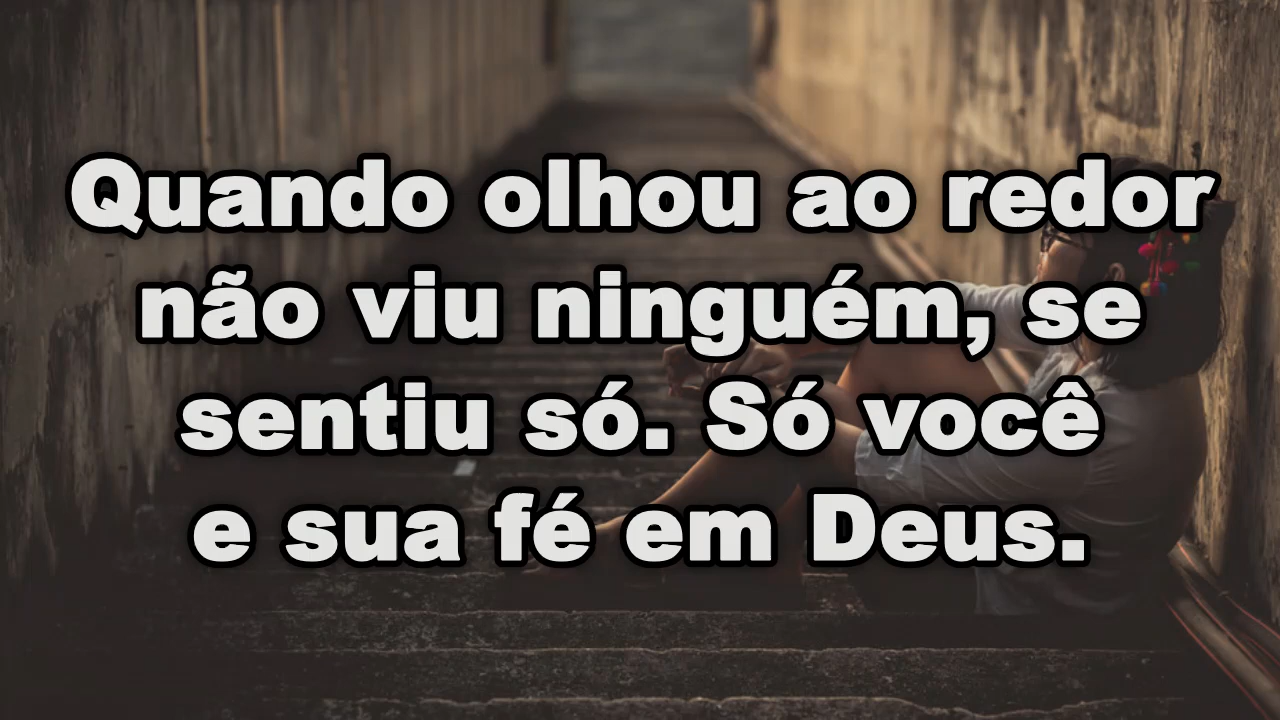 Quando olhou ao redor
não viu ninguém, se
sentiu só. Só você
e sua fé em Deus.